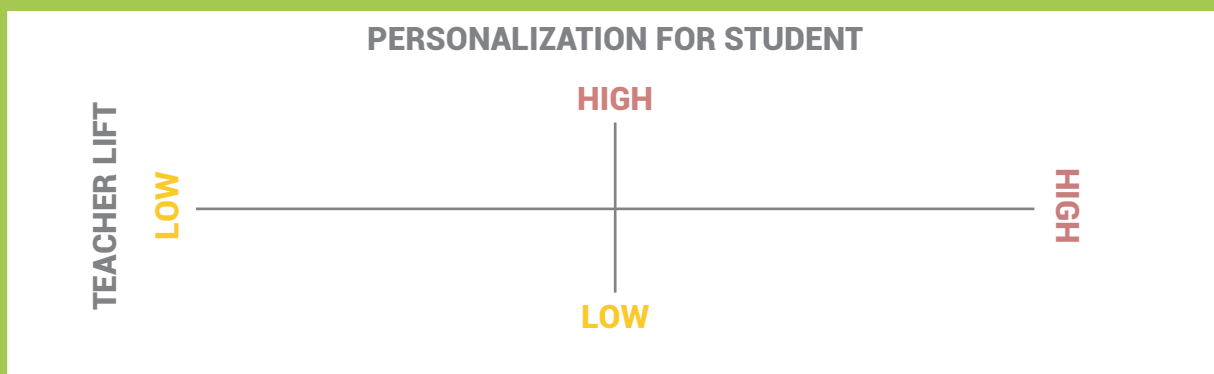 PERSONALIZATION FOR STUDENT
HIGH
TEACHER LIFT
LOW
HIGH
LOW